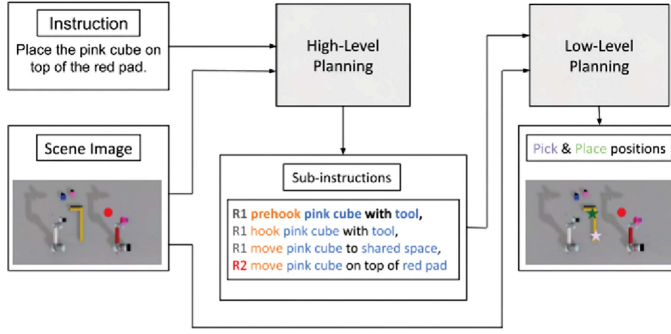 Instruction
Place the pink cube on
top of the red pad.
High-Level
Planning
Low-Level
Planning
Scene Image
Sub-instructions
R1 prehook pink cube with tool,
R1 hook pink cube with tool,
R1 move pink cube to shared space,
R2 move pink cube on top of red pad
Pick & Place positions